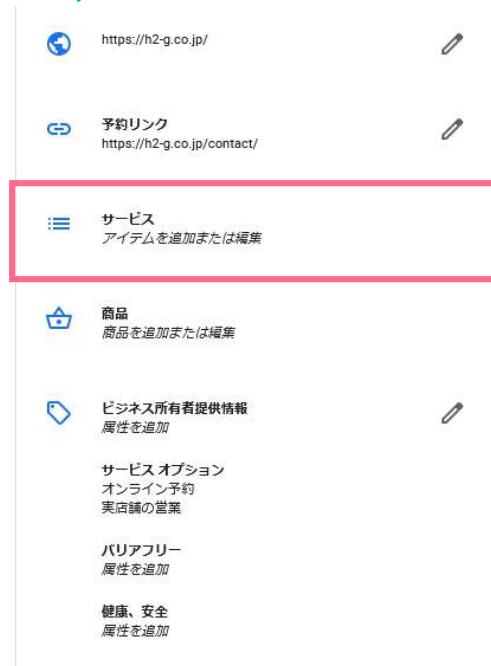 https://h2-g.co.jp/
予約リンク
https://h2-g.co.jp/contact/
サービス
アイテムを追加または編集
商品
商品を追加または編集
ビジネス所有者提供情報
属性を追加
サービス オプション
オンライン予約
実店舗の営業
バリアフリー
属性を追加
健康、安全
属性を追加